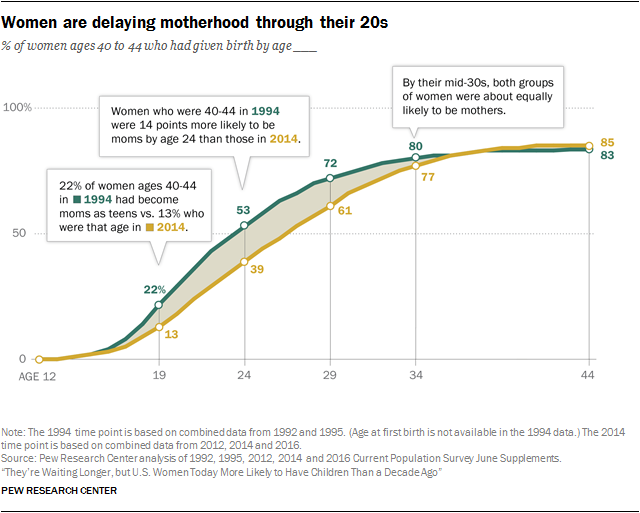 Women are delaying motherhood through their 20s
% of women ages 40 to 44 who had given birth by age ___
By their mid-30s, both groups
of women were about equally
likely to be mothers.
100%
Women who were 40-44 in 1994
were 14 points more likely to be
moms by age 24 than those in 2014.
80
85
83
72
77
22% of women ages 40-44
in 1994 had become
moms as teens vs. 13% who
were that age in 2014.
53
61
50
39
22%
13
0
AGE 12
19
24
29
34
44
Note: The 1994 time point is based on combined data from 1992 and 1995. (Age at first birth is not available in the 1994 data.) The 2014
time point is based on combined data from 2012, 2014 and 2016.
Source: Pew Research Center analysis of 1992, 1995, 2012, 2014 and 2016 Current Population Survey June Supplements.
“They’re Waiting Longer, but U.S. Women Today More Likely to Have Children Than a Decade Ago”
PEW RESEARCH CENTER